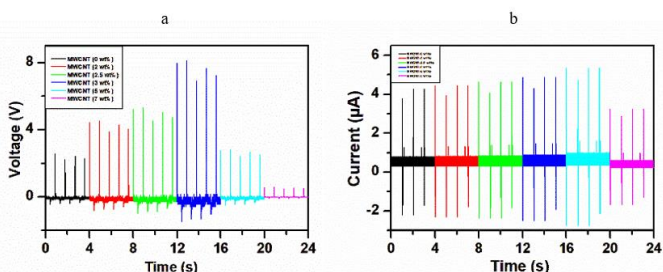 a
b
8
4
0
Voltage (V)
MWCNT (0 wt%)
MWCNT (2 wt%)
MWCNT (2.5 wt%)
MWCNT (3 wt%)
MWCNT (5 wt%)
MWCNT (7 wt%)
0 4 8 12 16 20 24
Time (s)
6
4
2
0
-2
Current (µA)
0 4 8 12 16 20 24
Time (s)